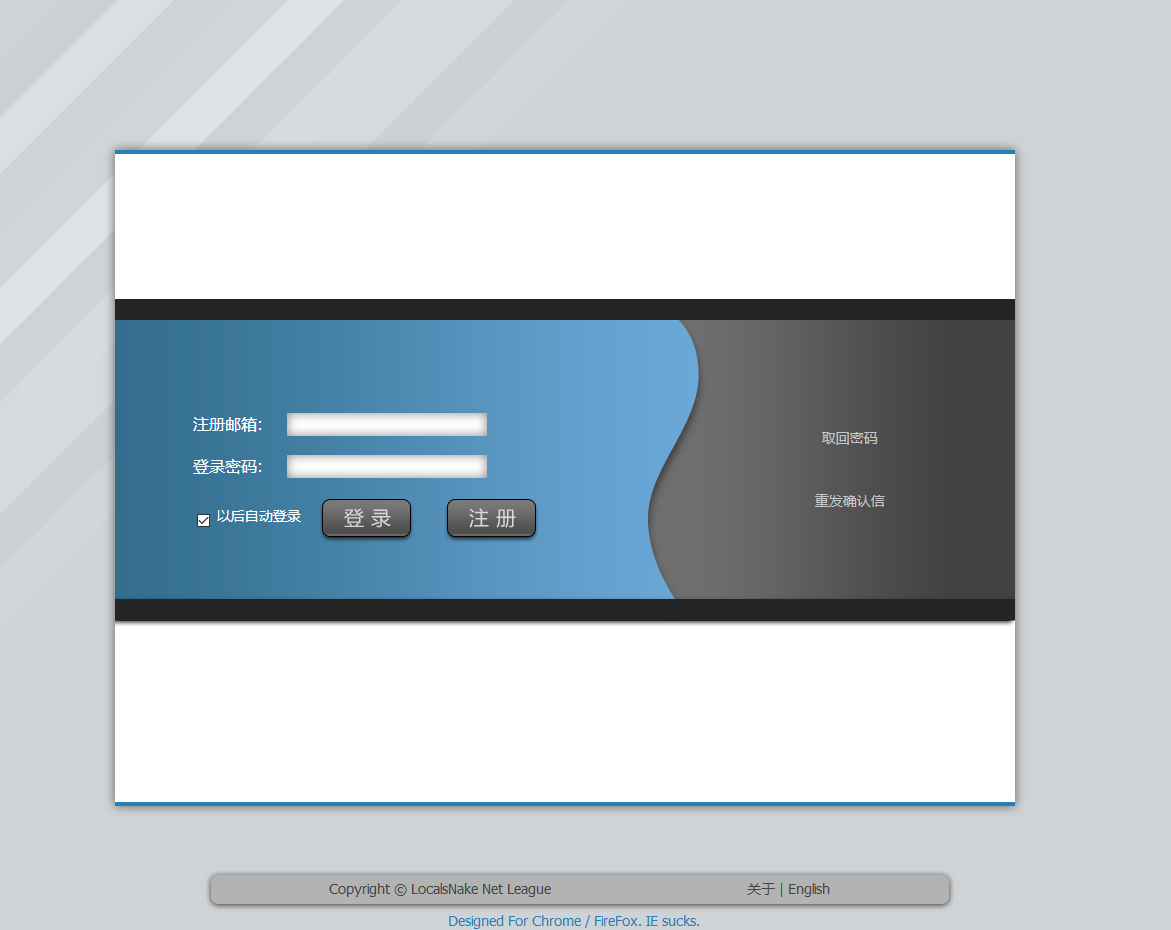 注册邮箱:
取回密码
登录密码:
重发确认信
以后自动登录 登 录 注 册
Copyright © LocalsNake Net League 关于 | English
Designed For Chrome / FireFox. IE sucks.